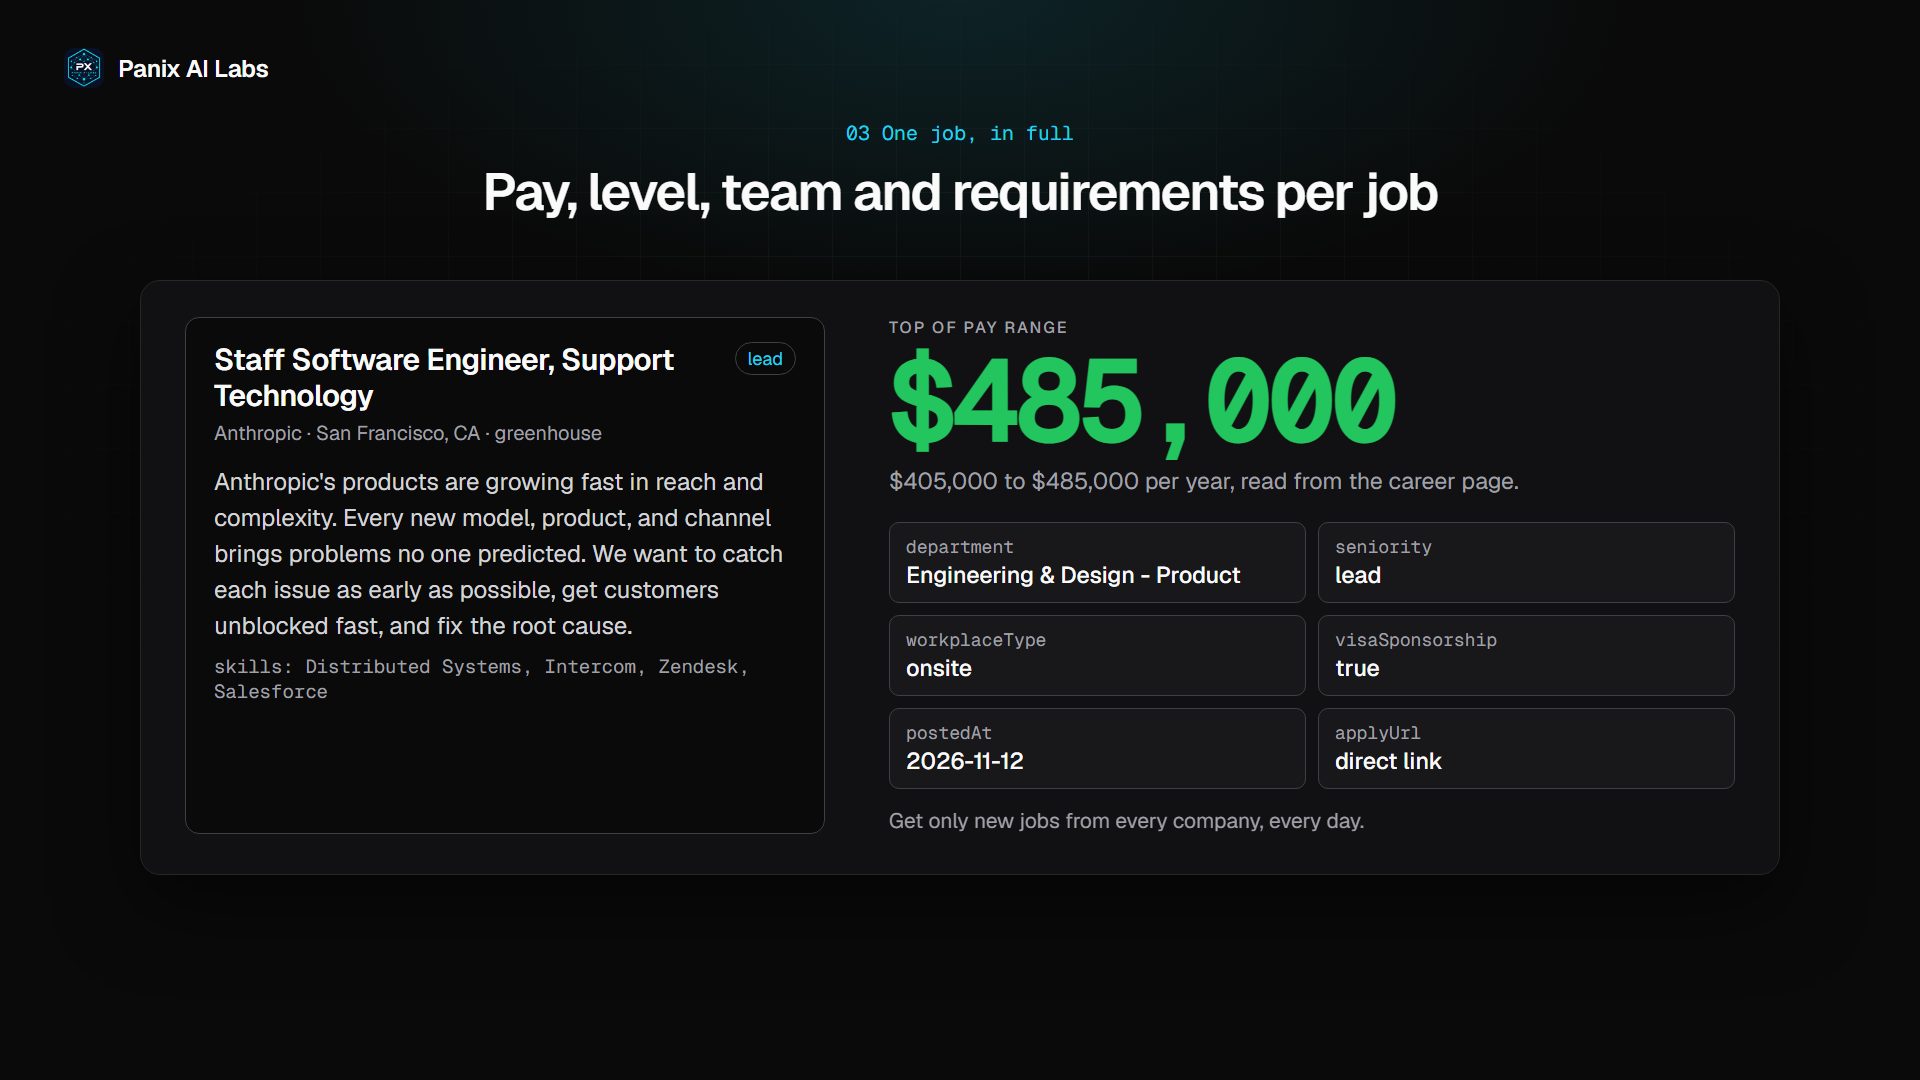 PX
Panix AI Labs
03 One job, in full
Pay, level, team and requirements per job
Staff Software Engineer, Support
Technology
lead
Anthropic · San Francisco, CA · greenhouse
Anthropic's products are growing fast in reach and
complexity. Every new model, product, and channel
brings problems no one predicted. We want to catch
each issue as early as possible, get customers
unblocked fast, and fix the root cause.
skills: Distributed Systems, Intercom, Zendesk,
Salesforce
TOP OF PAY RANGE
$485,000
$405,000 to $485,000 per year, read from the career page.
department
Engineering & Design - Product
seniority
lead
workplaceType
onsite
visaSponsorship
true
postedAt
2026-11-12
applyUrl
direct link
Get only new jobs from every company, every day.